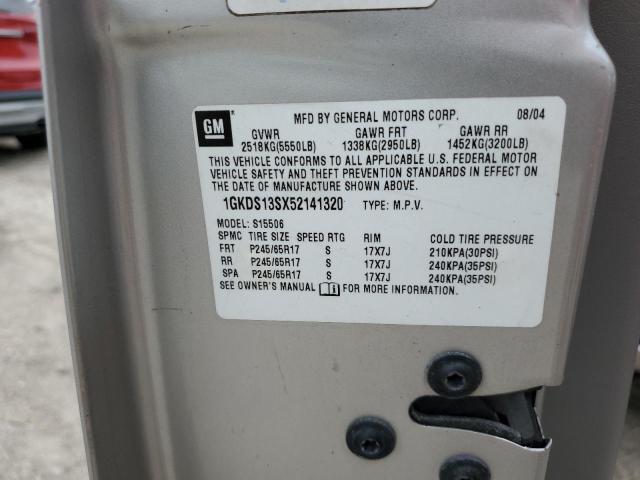 GM
MFD BY GENERAL MOTORS CORP. 08/04
GVWR GAWR FRT GAWR RR
2518KG(5550LB) 1338KG(2950LB) 1452KG(3200LB)
THIS VEHICLE CONFORMS TO ALL APPLICABLE U.S. FEDERAL MOTOR
VEHICLE SAFETY AND THEFT PREVENTION STANDARDS IN EFFECT ON
THE DATE OF MANUFACTURE SHOWN ABOVE.
1GKDS13SX52141320 TYPE: M.P.V.
MODEL: S15506
SPMC TIRE SIZE SPEED RTG RIM COLD TIRE PRESSURE
FRT P245/65R17 S 17X7J 210KPA(30PSI)
RR P245/65R17 S 17X7J 240KPA(35PSI)
SPA P245/65R17 S 17X7J 240KPA(35PSI)
SEE OWNER'S MANUAL FOR MORE INFORMATION.